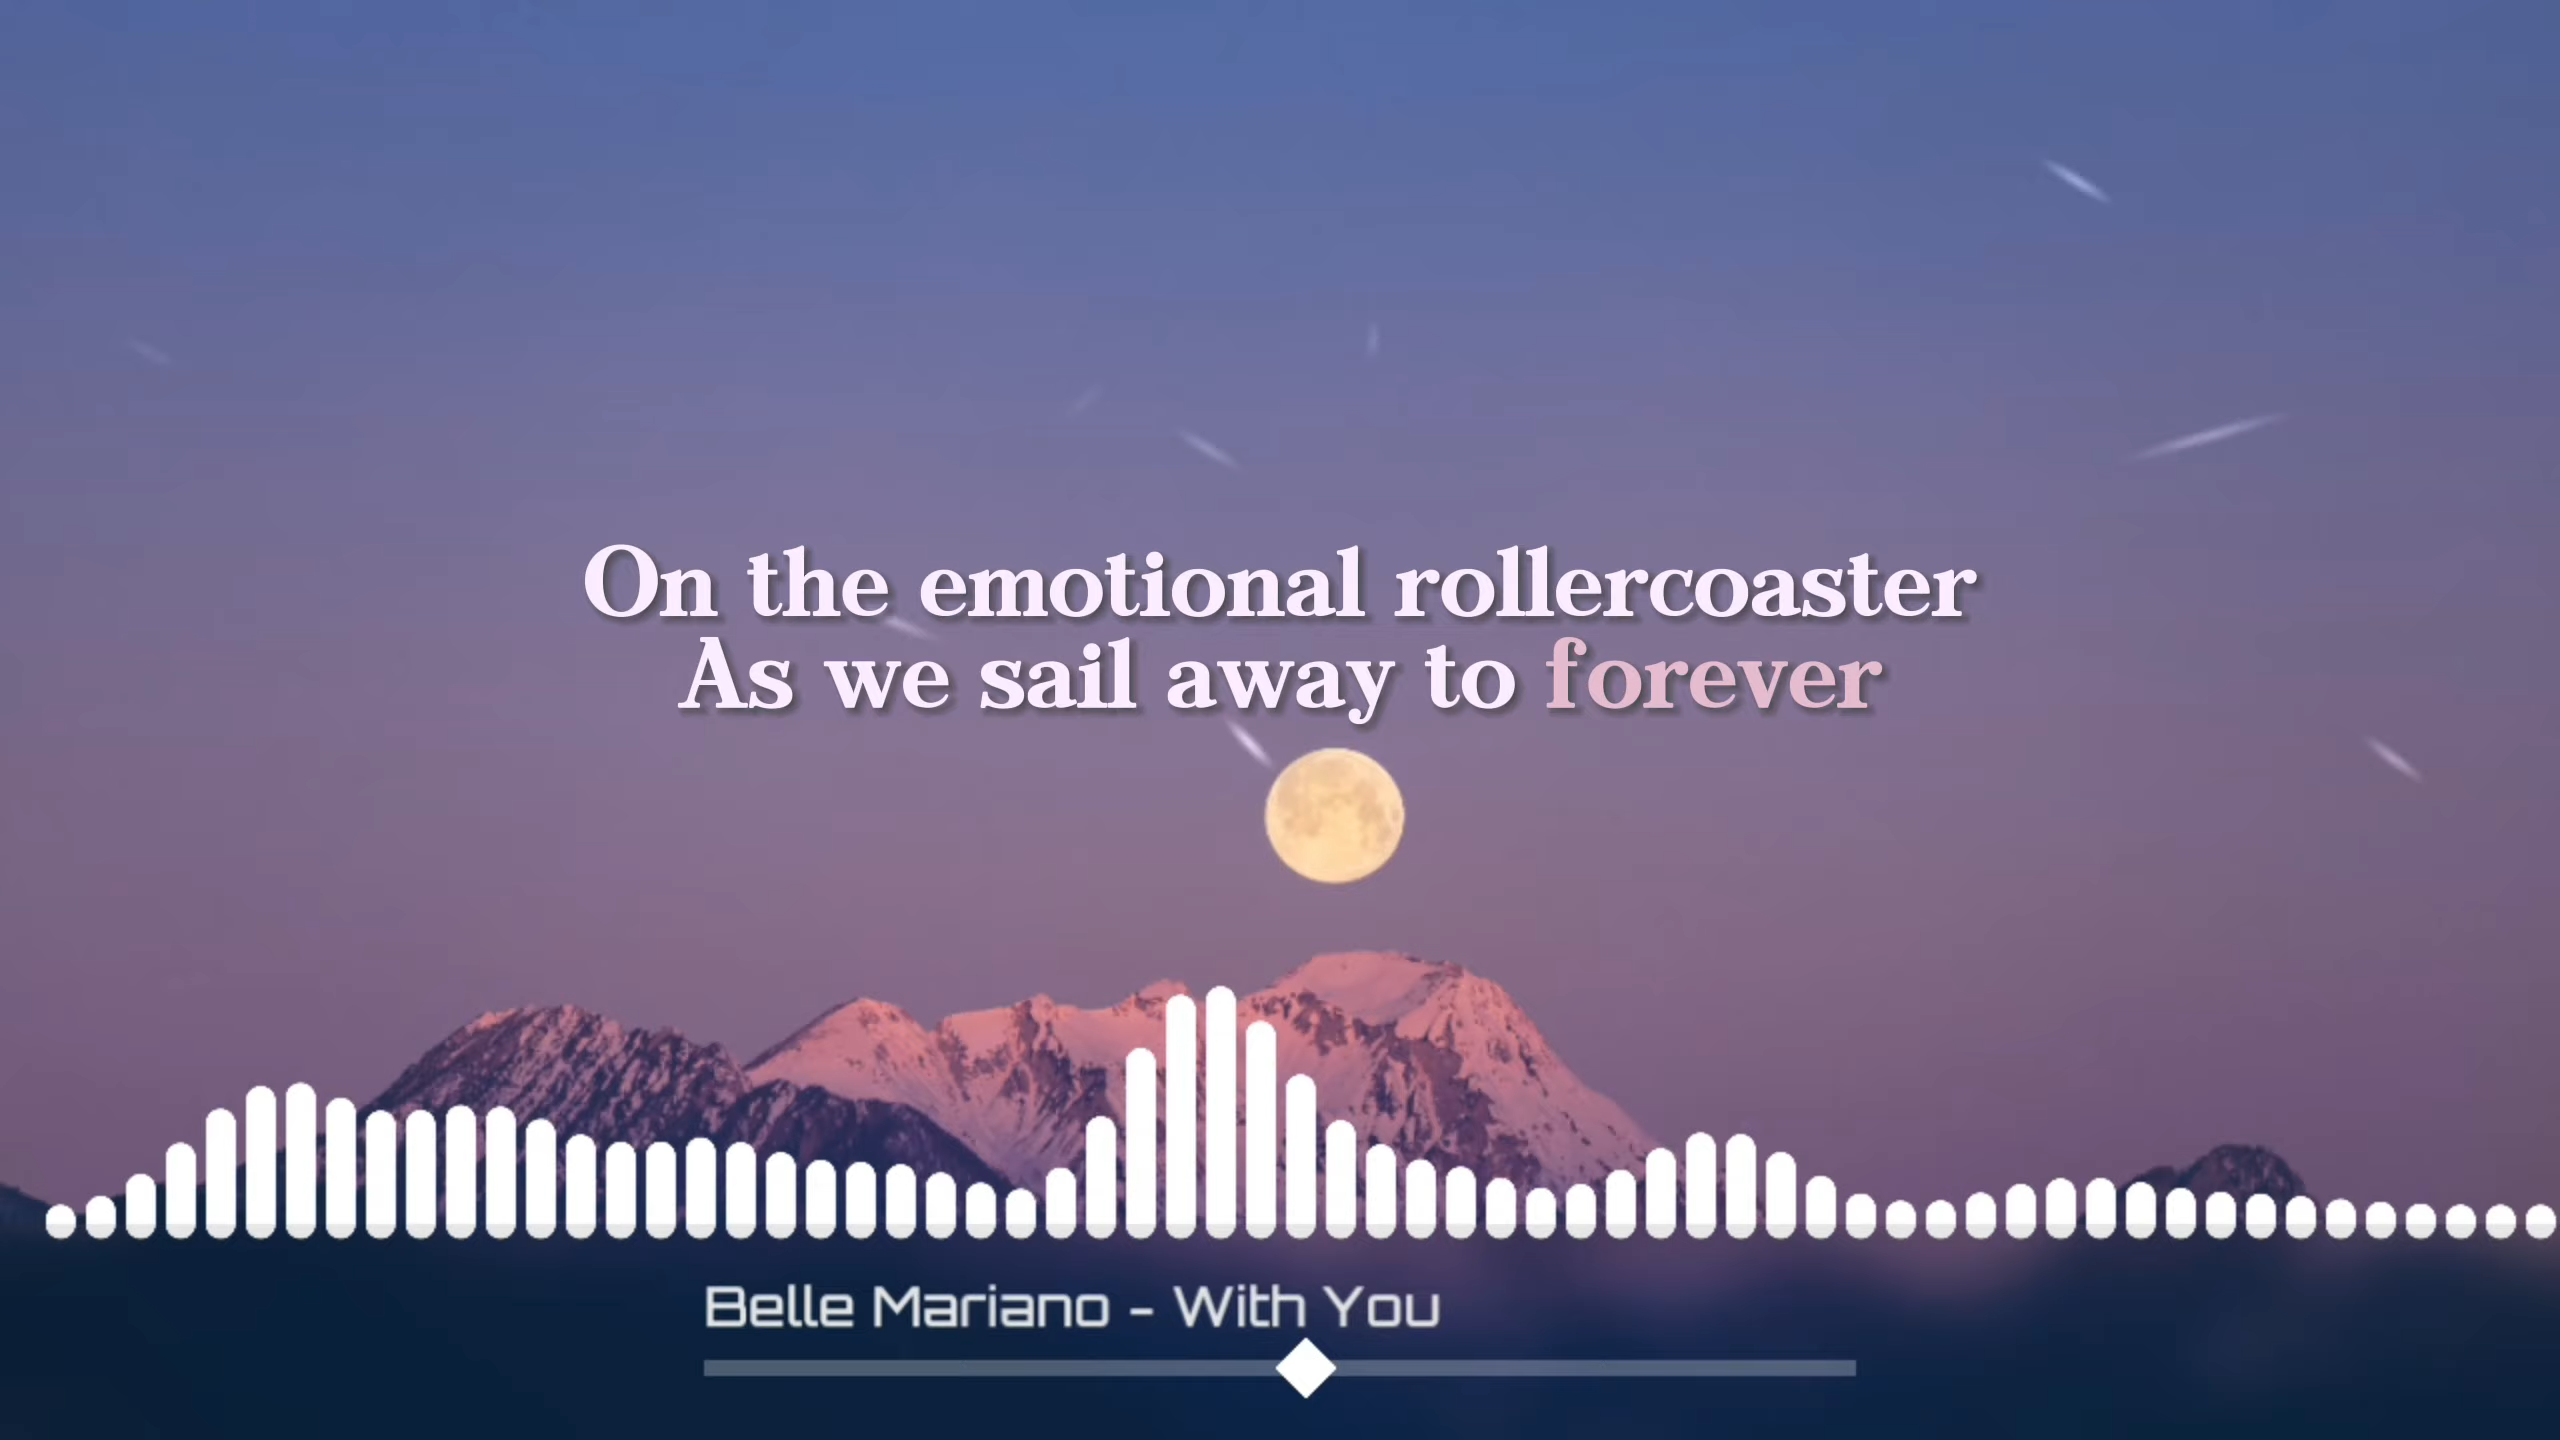 On the emotional rollercoaster
As we sail away to forever
Belle Mariano - With You